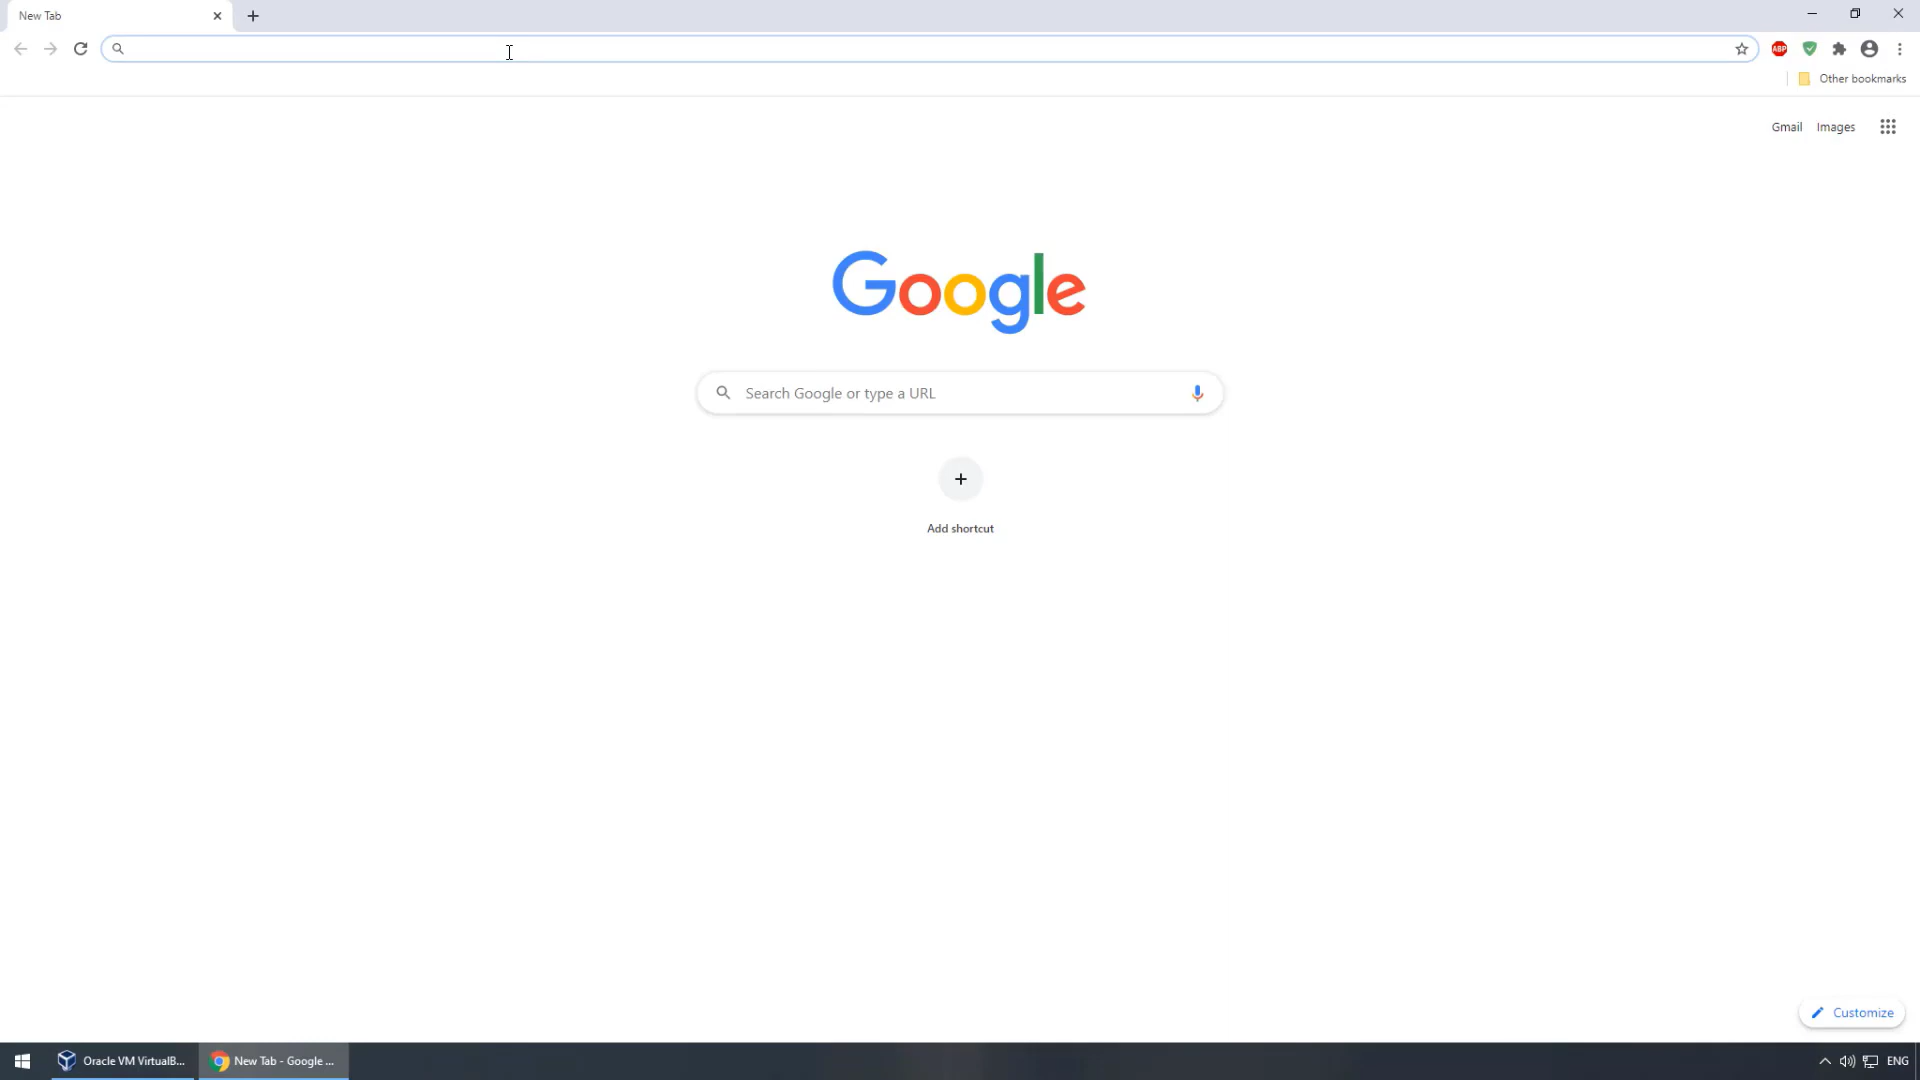 New Tab
Other bookmarks
ABP
Gmail Images
Google
Search Google or type a URL
Add shortcut
Customize
Oracle VM VirtualB... New Tab - Google ... ENG